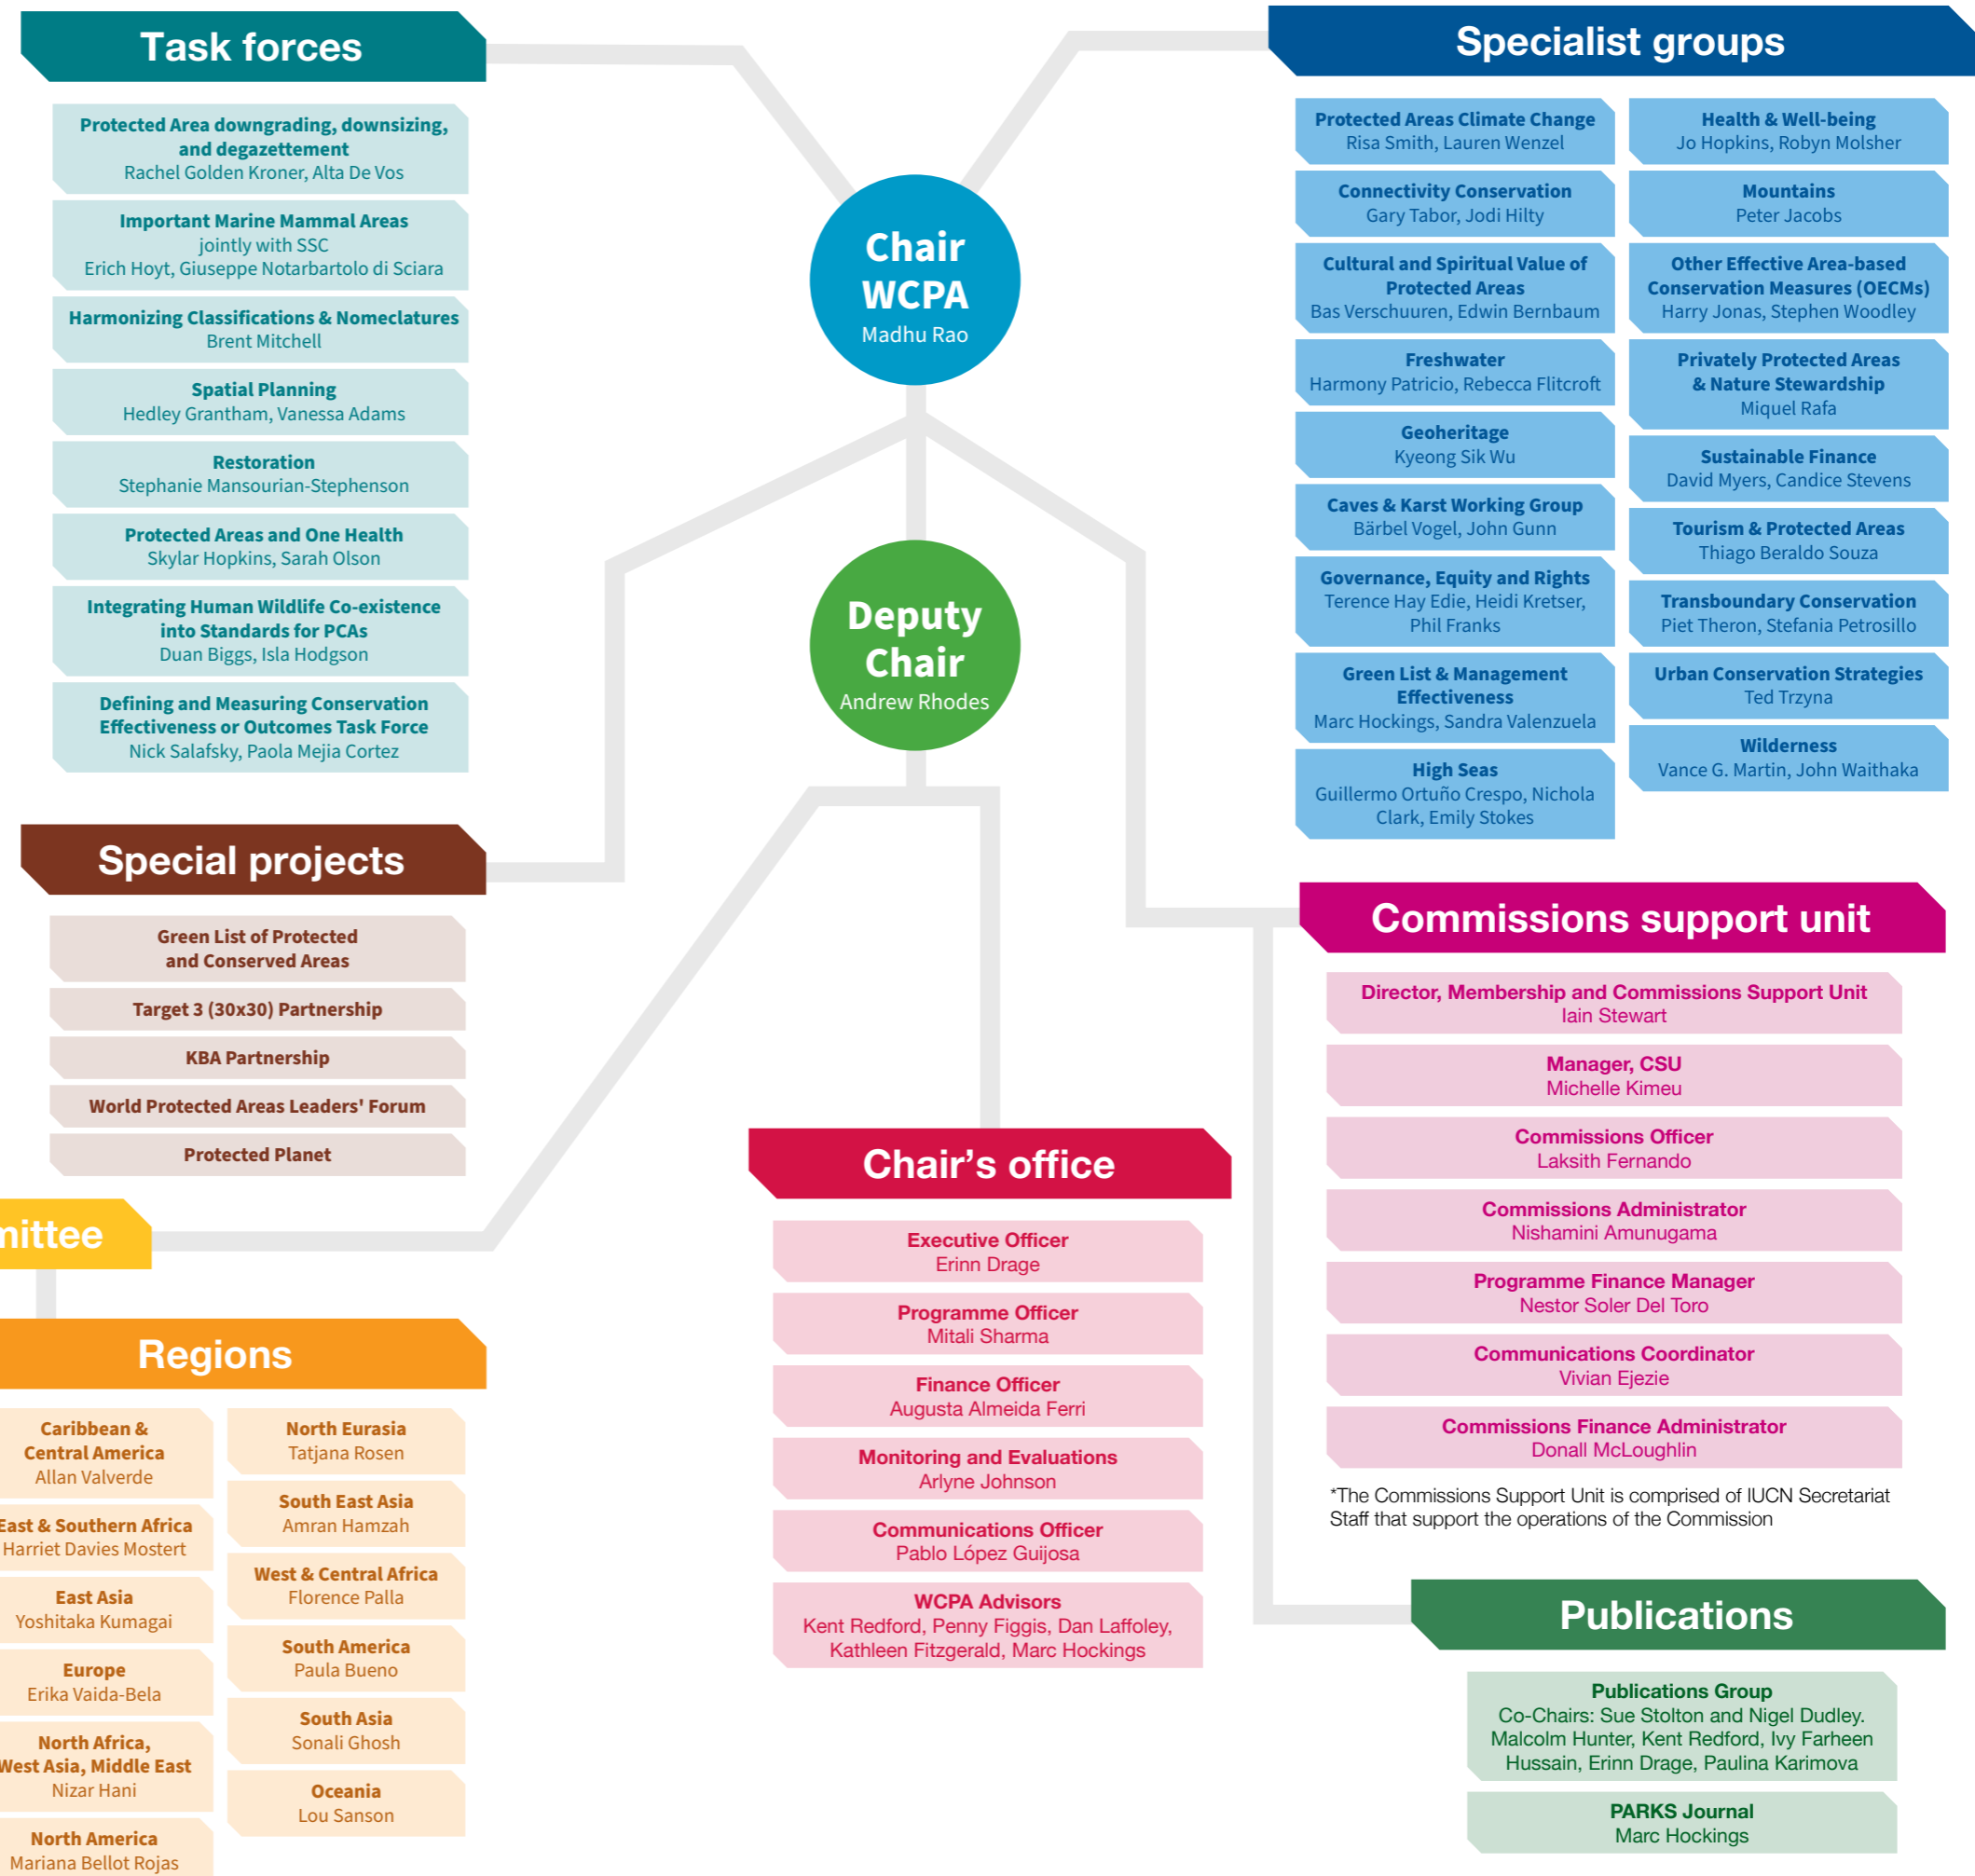 Task forces
Protected Area downgrading, downsizing,
and degazettement
Rachel Golden Kroner, Alta De Vos
Important Marine Mammal Areas
jointly with SSC
Erich Hoyt, Giuseppe Notarbartolo di Sciara
Harmonizing Classifications & Nomeclatures
Brent Mitchell
Spatial Planning
Hedley Grantham, Vanessa Adams
Restoration
Stephanie Mansourian-Stephenson
Protected Areas and One Health
Skylar Hopkins, Sarah Olson
Integrating Human Wildlife Co-existence
into Standards for PCAs
Duan Biggs, Isla Hodgson
Defining and Measuring Conservation
Effectiveness or Outcomes Task Force
Nick Salafsky, Paola Mejia Cortez
Chair
WCPA
Madhu Rao
Deputy
Chair
Andrew Rhodes
Specialist groups
Protected Areas Climate Change
Risa Smith, Lauren Wenzel
Connectivity Conservation
Gary Tabor, Jodi Hilty
Cultural and Spiritual Value of
Protected Areas
Bas Verschuuren, Edwin Bernbaum
Freshwater
Harmony Patricio, Rebecca Flitcroft
Geoheritage
Kyeong Sik Wu
Caves & Karst Working Group
Bärbel Vogel, John Gunn
Governance, Equity and Rights
Terence Hay Edie, Heidi Kretser,
Phil Franks
Green List & Management
Effectiveness
Marc Hockings, Sandra Valenzuela
High Seas
Guillermo Ortuño Crespo, Nichola
Clark, Emily Stokes
Health & Well-being
Jo Hopkins, Robyn Molsher
Mountains
Peter Jacobs
Other Effective Area-based
Conservation Measures (OECMs)
Harry Jonas, Stephen Woodley
Privately Protected Areas
& Nature Stewardship
Miquel Rafa
Sustainable Finance
David Myers, Candice Stevens
Tourism & Protected Areas
Thiago Beraldo Souza
Transboundary Conservation
Piet Theron, Stefania Petrosillo
Urban Conservation Strategies
Ted Trzyna
Wilderness
Vance G. Martin, John Waithaka
Special projects
Green List of Protected
and Conserved Areas
Target 3 (30x30) Partnership
KBA Partnership
World Protected Areas Leaders' Forum
Protected Planet
mittee
Regions
Caribbean &
Central America
Allan Valverde
East & Southern Africa
Harriet Davies Mostert
East Asia
Yoshitaka Kumagai
Europe
Erika Vaida-Bela
North Africa,
West Asia, Middle East
Nizar Hani
North America
Mariana Bellot Rojas
North Eurasia
Tatjana Rosen
South East Asia
Amran Hamzah
West & Central Africa
Florence Palla
South America
Paula Bueno
South Asia
Sonali Ghosh
Oceania
Lou Sanson
Chair's office
Executive Officer
Erinn Drage
Programme Officer
Mitali Sharma
Finance Officer
Augusta Almeida Ferri
Monitoring and Evaluations
Arlyne Johnson
Communications Officer
Pablo López Guijosa
WCPA Advisors
Kent Redford, Penny Figgis, Dan Laffoley,
Kathleen Fitzgerald, Marc Hockings
Commissions support unit
Director, Membership and Commissions Support Unit
Iain Stewart
Manager, CSU
Michelle Kimeu
Commissions Officer
Laksith Fernando
Commissions Administrator
Nishamini Amunugama
Programme Finance Manager
Nestor Soler Del Toro
Communications Coordinator
Vivian Ejezie
Commissions Finance Administrator
Donall McLoughlin
*The Commissions Support Unit is comprised of IUCN Secretariat
Staff that support the operations of the Commission
Publications
Publications Group
Co-Chairs: Sue Stolton and Nigel Dudley.
Malcolm Hunter, Kent Redford, Ivy Farheen
Hussain, Erinn Drage, Paulina Karimova
PARKS Journal
Marc Hockings